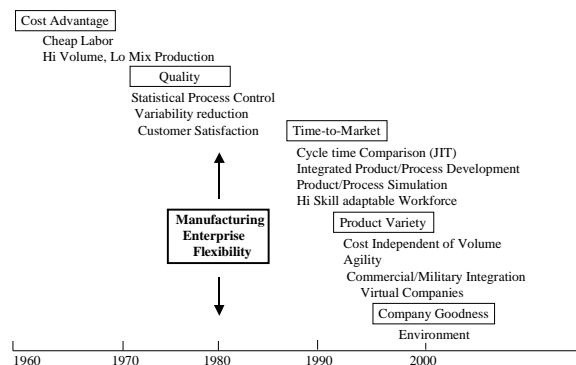 Cost Advantage
Cheap Labor
Hi Volume, Lo Mix Production
Quality
Statistical Process Control
Variability reduction
Customer Satisfaction
Time-to-Market
Cycle time Comparison (JIT)
Integrated Product/Process Development
Product/Process Simulation
Hi Skill adaptable Workforce
Manufacturing
Enterprise
Flexibility
Product Variety
Cost Independent of Volume
Agility
Commercial/Military Integration
Virtual Companies
Company Goodness
Environment
1960 1970 1980 1990 2000